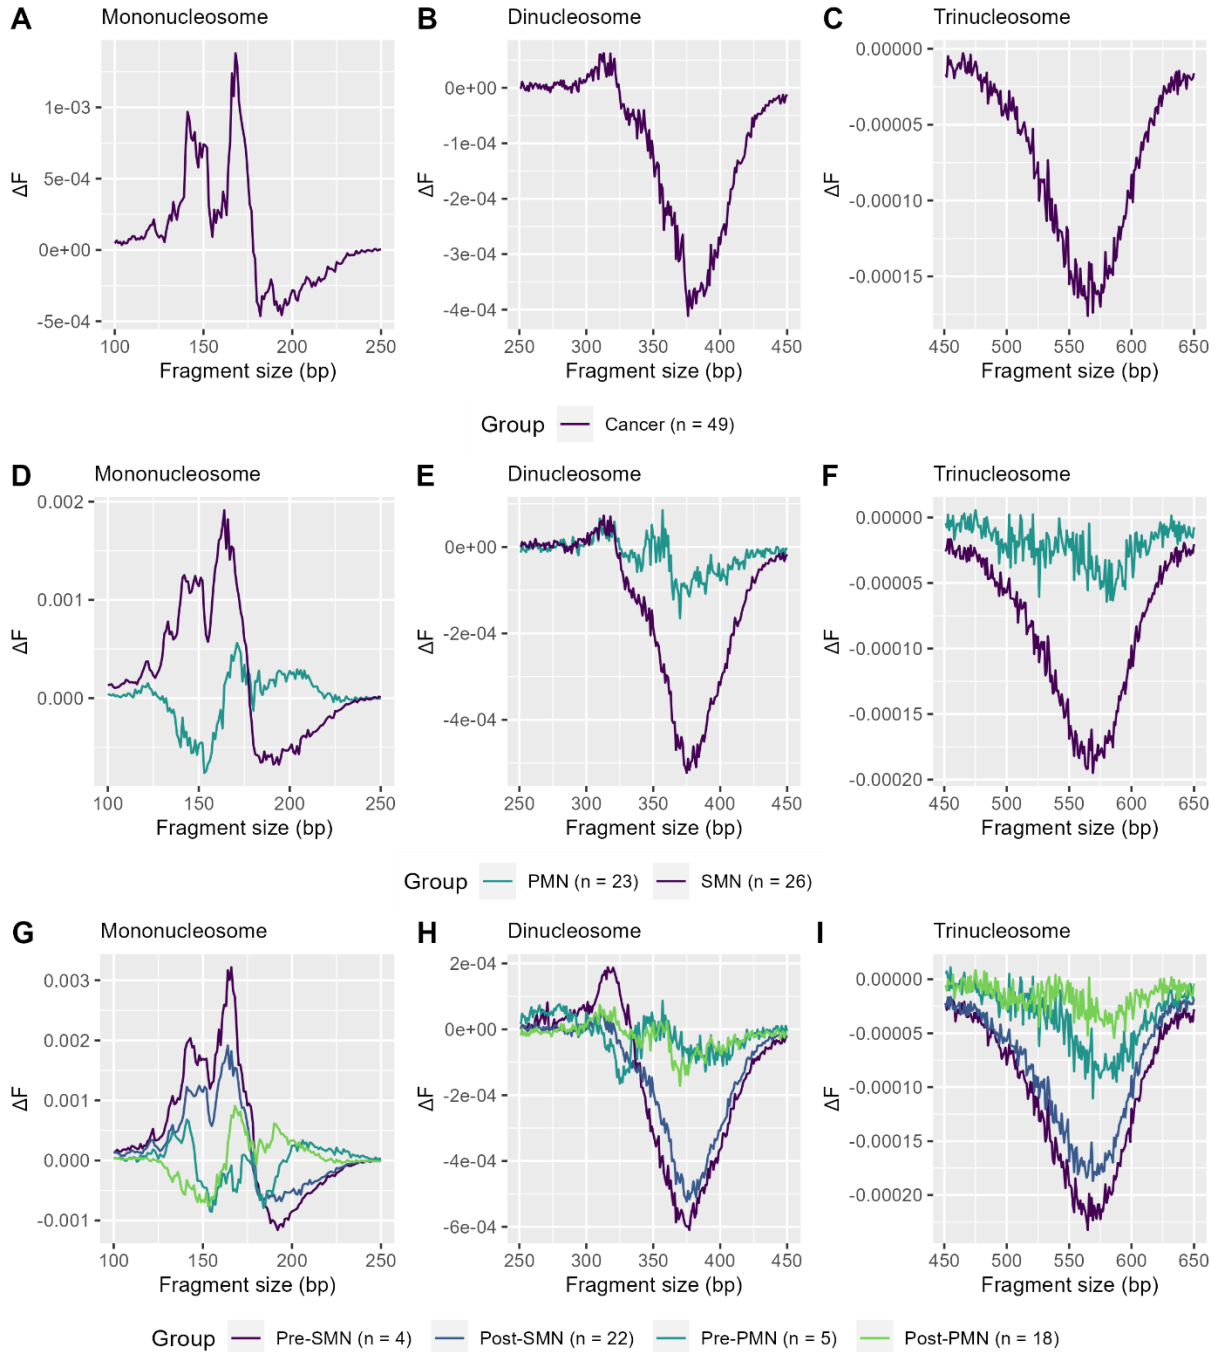 A Mononucleosome
1e-03
5e-04
0e+00
-5e-04
ΔF
100 150 200 250
Fragment size (bp)
B Dinucleosome
0e+00
-1e-04
-2e-04
-3e-04
-4e-04
ΔF
250 300 350 400 450
Fragment size (bp)
C Trinucleosome
0.00000
-0.00005
-0.00010
-0.00015
ΔF
450 500 550 600 650
Fragment size (bp)
Group Cancer (n = 49)
D Mononucleosome
0.002
0.001
0.000
ΔF
100 150 200 250
Fragment size (bp)
E Dinucleosome
0e+00
-2e-04
-4e-04
ΔF
250 300 350 400 450
Fragment size (bp)
F Trinucleosome
0.00000
-0.00005
-0.00010
-0.00015
-0.00020
ΔF
450 500 550 600 650
Fragment size (bp)
Group PMN (n = 23) SMN (n = 26)
G Mononucleosome
0.003
0.002
0.001
0.000
-0.001
ΔF
100 150 200 250
Fragment size (bp)
H Dinucleosome
2e-04
0e+00
-2e-04
-4e-04
-6e-04
ΔF
250 300 350 400 450
Fragment size (bp)
I Trinucleosome
0.00000
-0.00005
-0.00010
-0.00015
-0.00020
ΔF
450 500 550 600 650
Fragment size (bp)
Group Pre-SMN (n = 4) Post-SMN (n = 22) Pre-PMN (n = 5) Post-PMN (n = 18)